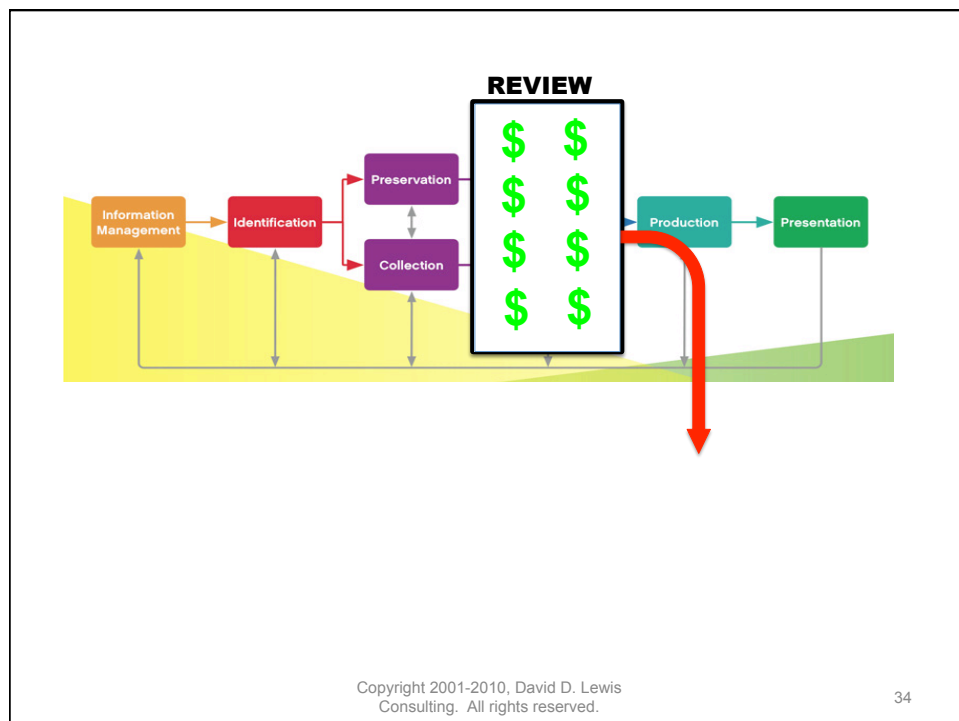 REVIEW
$ $
$ $
$ $
$ $
Preservation
Information
Management
Identification
Collection
Production
Presentation
Copyright 2001-2010, David D. Lewis
Consulting. All rights reserved.
34